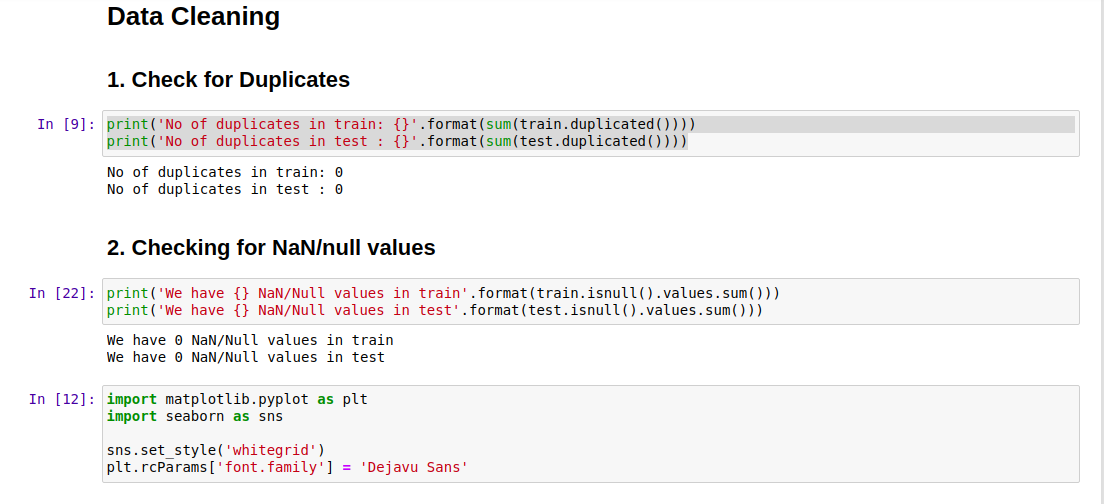 Data Cleaning
1. Check for Duplicates
In [9]: print('No of duplicates in train: {}'.format(sum(train.duplicated())))
print('No of duplicates in test : {}'.format(sum(test.duplicated())))
No of duplicates in train: 0
No of duplicates in test : 0
2. Checking for NaN/null values
In [22]: print('We have {} NaN/Null values in train'.format(train.isnull().values.sum()))
print('We have {} NaN/Null values in test'.format(test.isnull().values.sum()))
We have 0 NaN/Null values in train
We have 0 NaN/Null values in test
In [12]: import matplotlib.pyplot as plt
import seaborn as sns
sns.set_style('whitegrid')
plt.rcParams['font.family'] = 'Dejavu Sans'